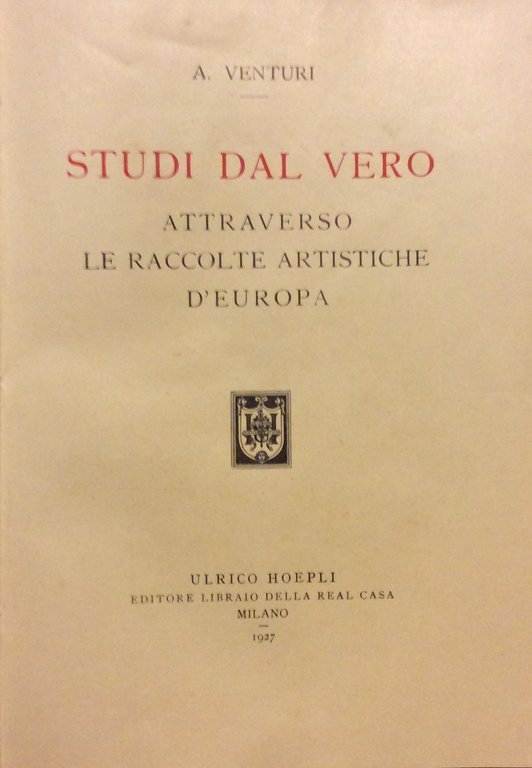 A. VENTURI
STUDI DAL VERO
ATTRAVERSO
LE RACCOLTE ARTISTICHE
D'EUROPA
ULRICO HOEPLI
EDITORE LIBRAIO DELLA REAL CASA
MILANO
1927